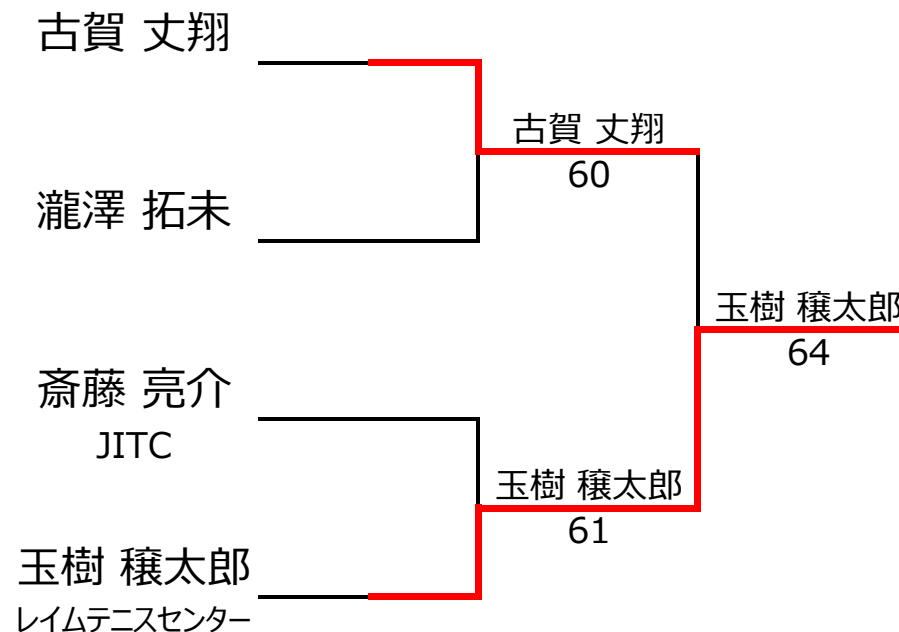 古賀 丈翔
古賀 丈翔
60
瀧澤 拓未
玉樹 穣太郎
64
斎藤 亮介
JITC
玉樹 穣太郎
61
玉樹 穣太郎
レイムテニスセンター